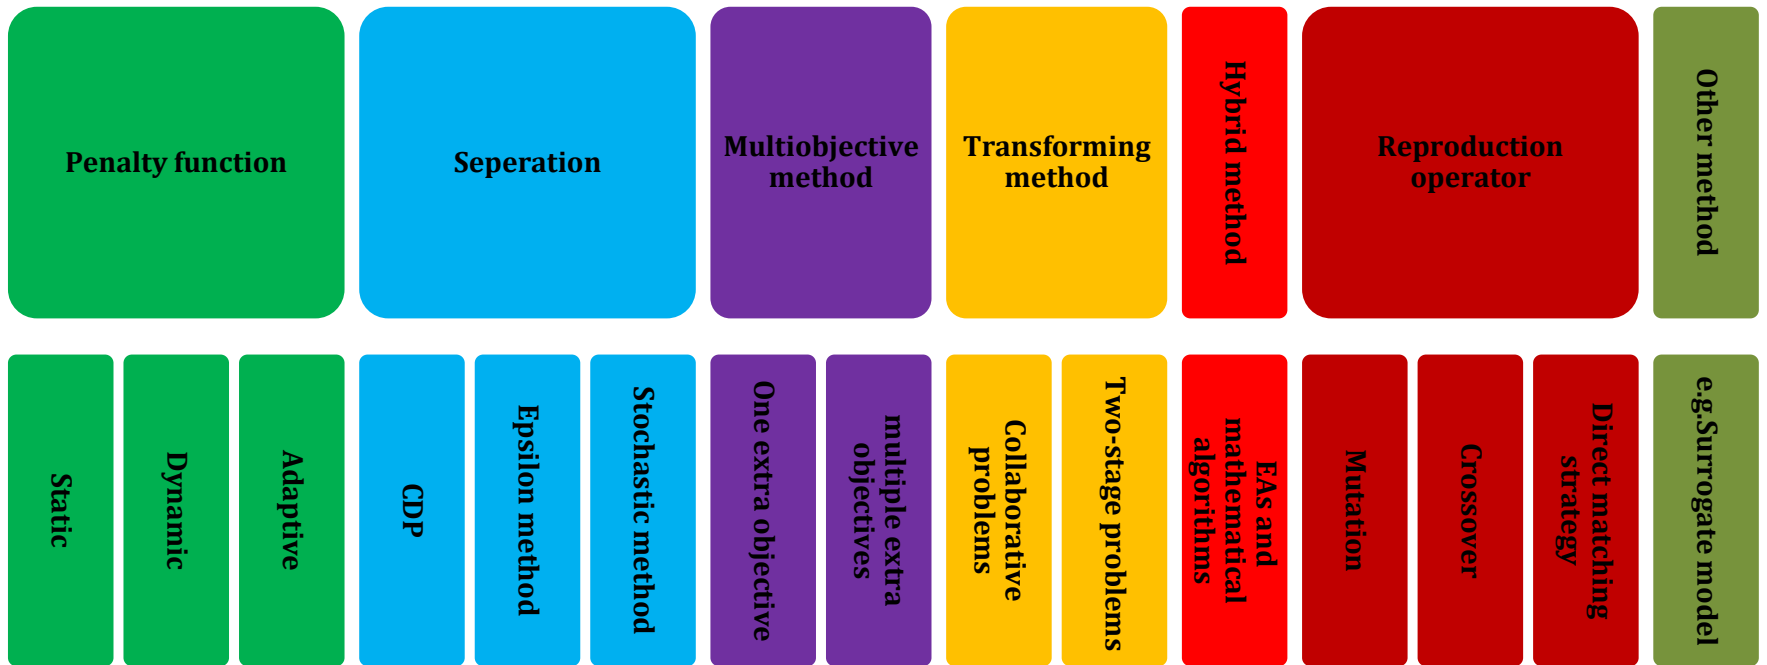 Penalty function
Seperation
Multiobjective
method
Transforming
method
Hybrid method
Reproduction
operator
Other method
Static
Dynamic
Adaptive
CDP
Epsilon method
Stochastic method
One extra objective
multiple extra
objectives
Collaborative
problems
Two-stage problems
EAs and
mathematical
algorithms
Mutation
Crossover
Direct matching
strategy
e.g.Surrogate model